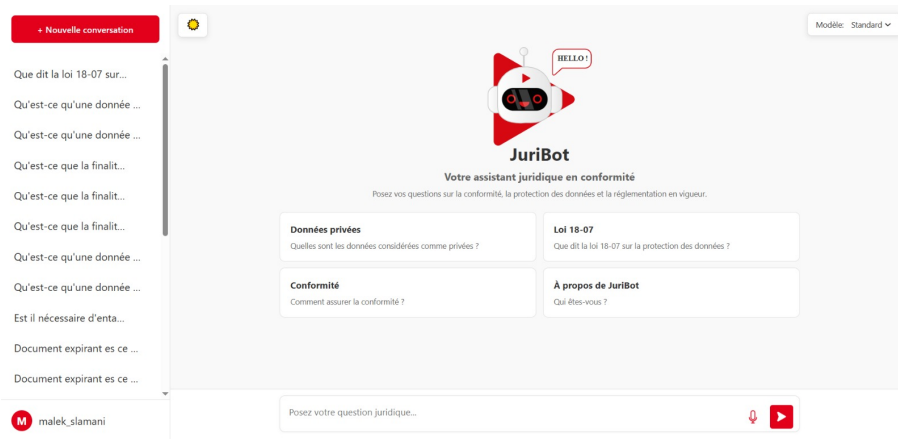 + Nouvelle conversation
Que dit la loi 18-07 sur...
Qu'est-ce qu'une donnée ...
Qu'est-ce qu'une donnée ...
Qu'est-ce que la finalit...
Qu'est-ce que la finalit...
Qu'est-ce que la finalit...
Qu'est-ce qu'une donnée ...
Qu'est-ce qu'une donnée ...
Est il nécessaire d'enta...
Document expirant es ce ...
Document expirant es ce ...
M malek_slamani
Modèle: Standard
HELLO !
JuriBot
Votre assistant juridique en conformité
Posez vos questions sur la conformité, la protection des données et la réglementation en vigueur.
Données privées
Quelles sont les données considérées comme privées ?
Loi 18-07
Que dit la loi 18-07 sur la protection des données ?
Conformité
Comment assurer la conformité ?
À propos de JuriBot
Qui êtes-vous ?
Posez votre question juridique...